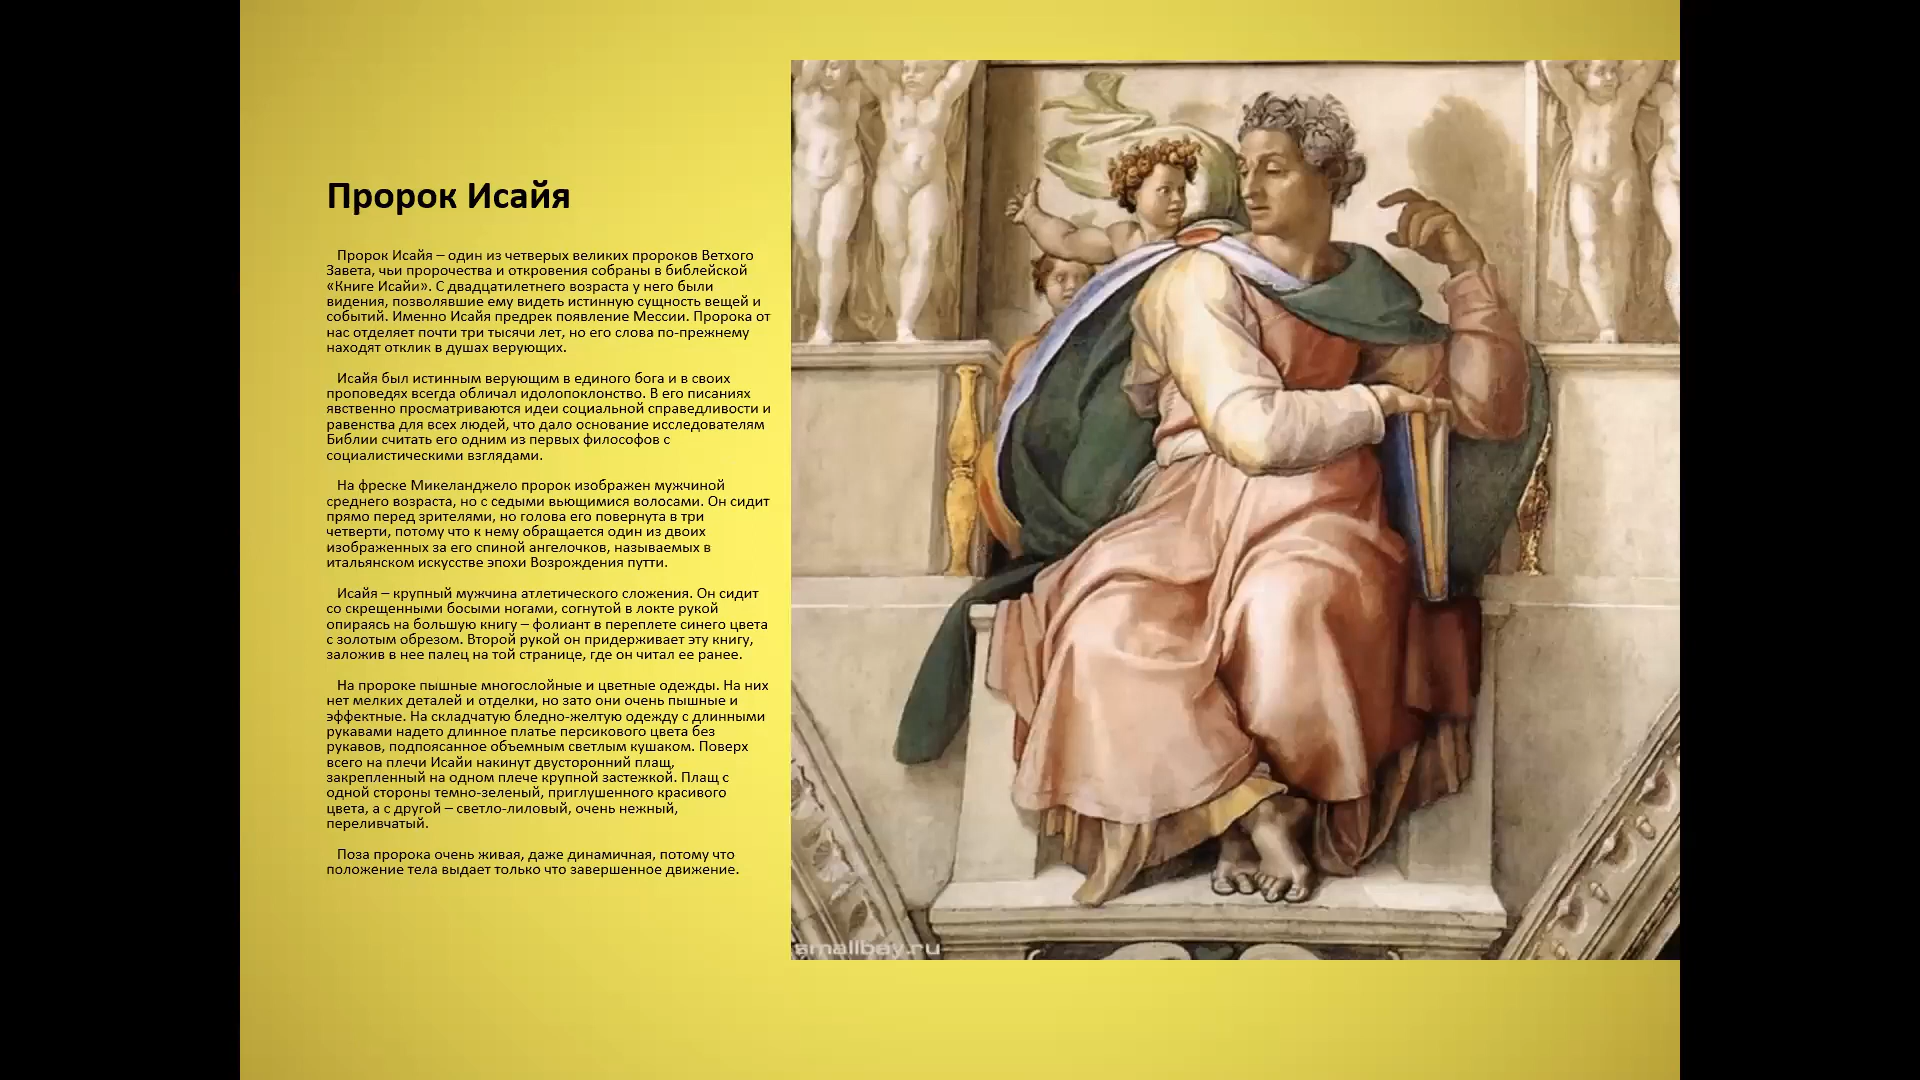 Пророк Исайя
Пророк Исайя – один из четверых великих пророков Ветхого
Завета, чьи пророчества и откровения собраны в библейской
«Книге Исайи». С двадцатилетнего возраста у него были
видения, позволявшие ему видеть истинную сущность вещей и
событий. Именно Исайя предрек появление Мессии. Пророка от
нас отделяет почти три тысячи лет, но его слова по-прежнему
находят отклик в душах верующих.
Исайя был истинным верующим в единого бога и в своих
проповедях всегда обличал идолопоклонство. В его писаниях
явственно просматриваются идеи социальной справедливости и
равенства для всех людей, что дало основание исследователям
Библии считать его одним из первых философов с
социалистическими взглядами.
На фреске Микеланджело пророк изображен мужчиной
среднего возраста, но с седыми вьющимися волосами. Он сидит
прямо перед зрителями, но голова его повернута в три
четверти, потому что к нему обращается один из двоих
изображенных за его спиной ангелочков, называемых в
итальянском искусстве эпохи Возрождения путти.
Исайя – крупный мужчина атлетического сложения. Он сидит
со скрещенными босыми ногами, согнутой в локте рукой
опираясь на большую книгу – фолиант в переплете синего цвета
с золотым обрезом. Второй рукой он придерживает эту книгу,
заложив в нее палец на той странице, где он читал ее ранее.
На пророке пышные многослойные и цветные одежды. На них
нет мелких деталей и отделки, но зато они очень пышные и
эффектные. На складчатую бледно-желтую одежду с длинными
рукавами надето длинное платье персикового цвета без
рукавов, подпоясанное объемным светлым кушаком. Поверх
всего на плечи Исайи накинут двусторонний плащ,
закрепленный на одном плече крупной застежкой. Плащ с
одной стороны темно-зеленый, приглушенного красивого
цвета, а с другой – светло-лиловый, очень нежный,
переливчатый.
Поза пророка очень живая, даже динамичная, потому что
положение тела выдает только что завершенное движение.
smallbay.ru